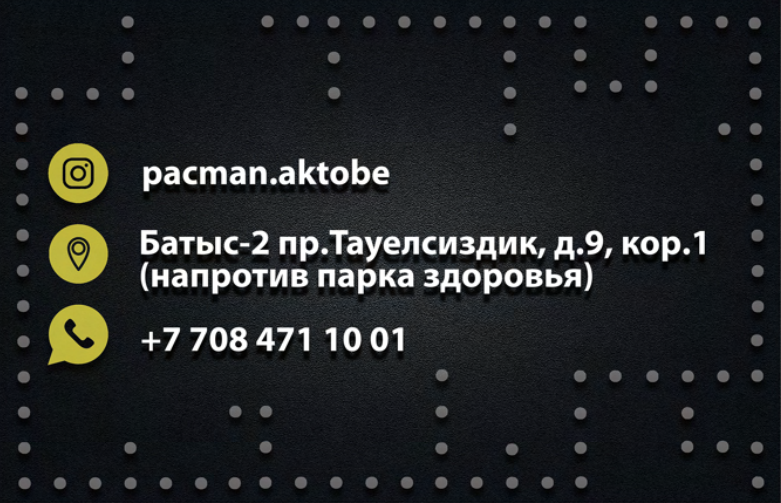 pacman.aktobe
Батыс-2 пр.Тауелсиздик, д.9, кор.1
(напротив парка здоровья)
+7 708 471 10 01